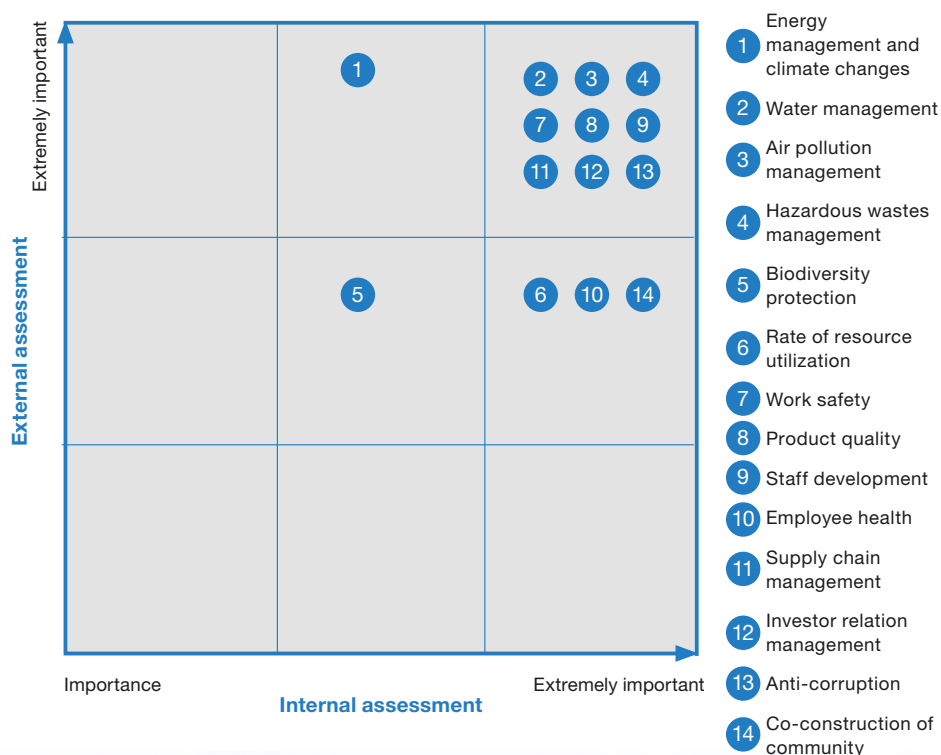 Extremely important
External assessment
1
2
3
4
7
8
9
11
12
13
5
6
10
14
Importance
Extremely important
Internal assessment
1
Energy
management and
climate changes
2
Water management
3
Air pollution
management
4
Hazardous wastes
management
5
Biodiversity
protection
6
Rate of resource
utilization
7
Work safety
8
Product quality
9
Staff development
10
Employee health
11
Supply chain
management
12
Investor relation
management
13
Anti-corruption
14
Co-construction of
community